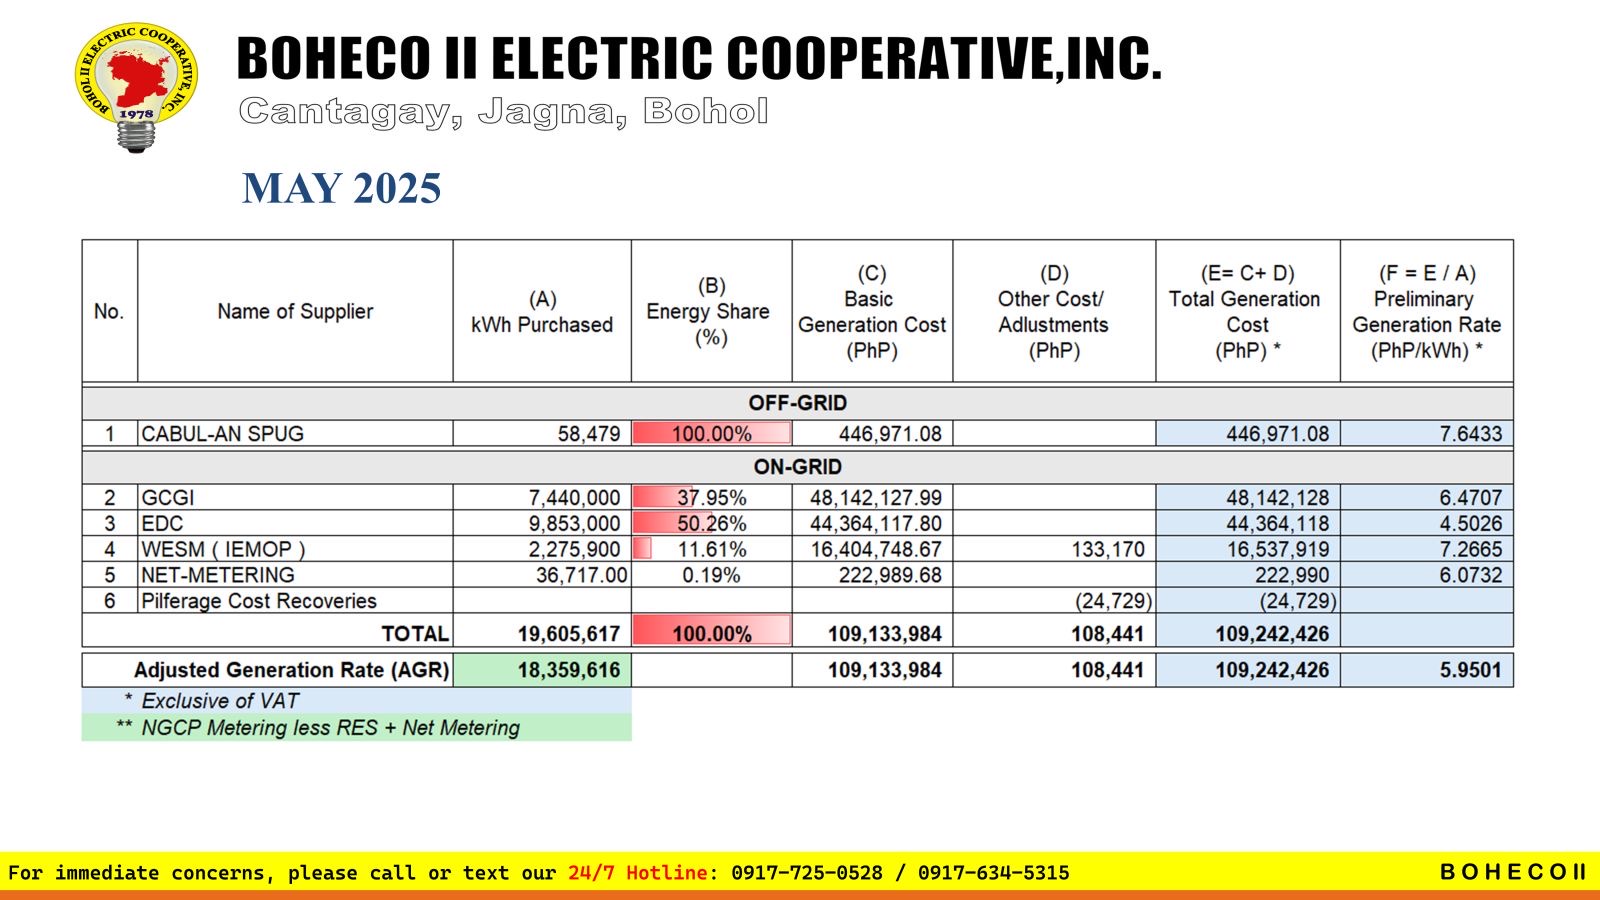 BOHOL II ELECTRIC COOPERATIVE, INC.
1978
BOHECO II ELECTRIC COOPERATIVE,INC.
Cantagay, Jagna, Bohol
MAY 2025
No.
Name of Supplier
(A)
kWh Purchased
(B)
Energy Share
(%)
(C)
Basic
Generation Cost
(PhP)
(D)
Other Cost/
Adlustments
(PhP)
(E= C+ D)
Total Generation
Cost
(PhP) *
(F = E / A)
Preliminary
Generation Rate
(PhP/kWh) *
OFF-GRID
1 CABUL-AN SPUG 58,479 100.00% 446,971.08 446,971.08 7.6433
ON-GRID
2 GCGI 7,440,000 37.95% 48,142,127.99 48,142,128 6.4707
3 EDC 9,853,000 50.26% 44,364,117.80 44,364,118 4.5026
4 WESM ( IEMOP ) 2,275,900 11.61% 16,404,748.67 133,170 16,537,919 7.2665
5 NET-METERING 36,717.00 0.19% 222,989.68 222,990 6.0732
6 Pilferage Cost Recoveries (24,729) (24,729)
TOTAL 19,605,617 100.00% 109,133,984 108,441 109,242,426
Adjusted Generation Rate (AGR) 18,359,616 109,133,984 108,441 109,242,426 5.9501
* Exclusive of VAT
** NGCP Metering less RES + Net Metering
For immediate concerns, please call or text our 24/7 Hotline: 0917-725-0528 / 0917-634-5315
BOHECO II